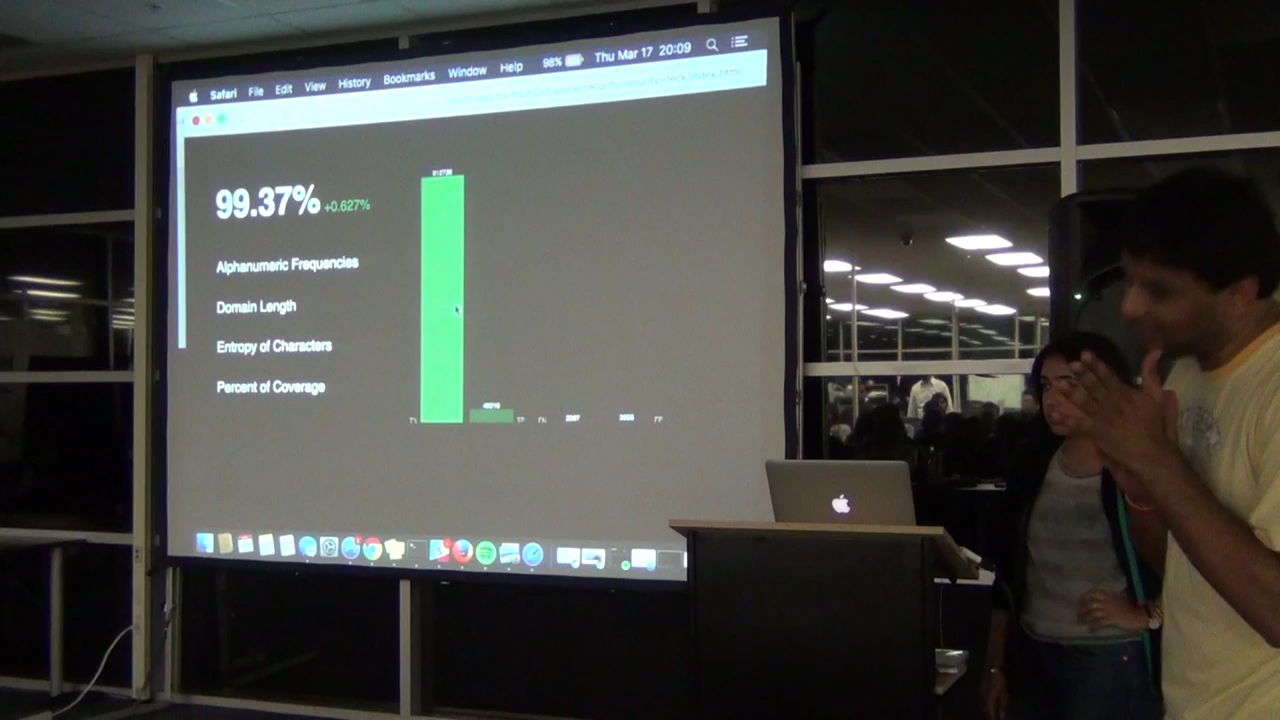 Safari File Edit View History Bookmarks Window Help 98% Thu Mar 17 20:09
99.37% +0.627%
Alphanumeric Frequencies
Domain Length
Entropy of Characters
Percent of Coverage